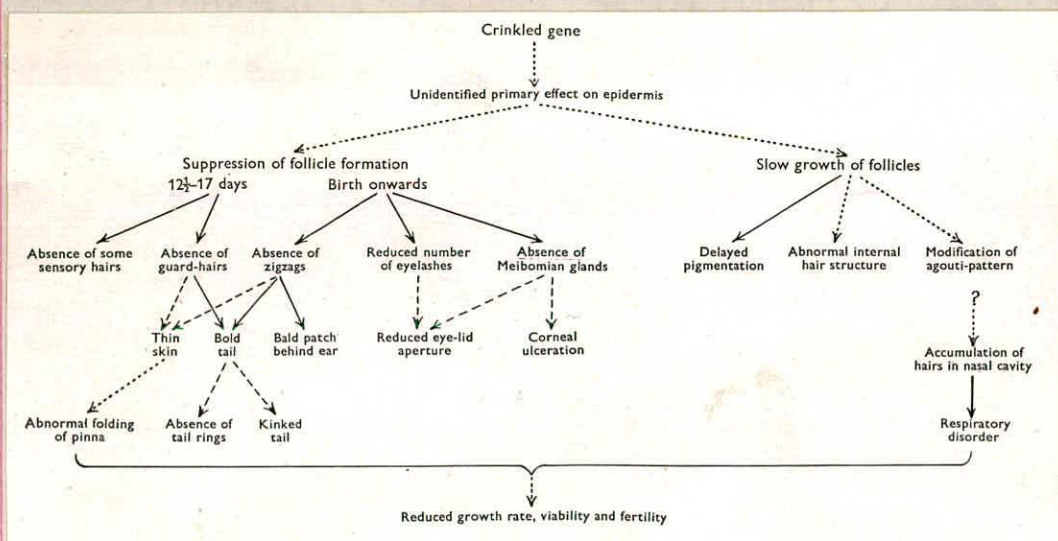 Crinkled gene
Unidentified primary effect on epidermis
Suppression of follicle formation
12½–17 days
Birth onwards
Slow growth of follicles
Absence of some
sensory hairs
Absence of
guard-hairs
Absence of
zigzags
Reduced number
of eyelashes
Absence of
Meibomian glands
Delayed
pigmentation
Abnormal internal
hair structure
Modification of
agouti-pattern
?
Thin
skin
Bold
tail
Bald patch
behind ear
Reduced eye-lid
aperture
Corneal
ulceration
Accumulation of
hairs in nasal cavity
Abnormal folding
of pinna
Absence of
tail rings
Kinked
tail
Respiratory
disorder
Reduced growth rate, viability and fertility